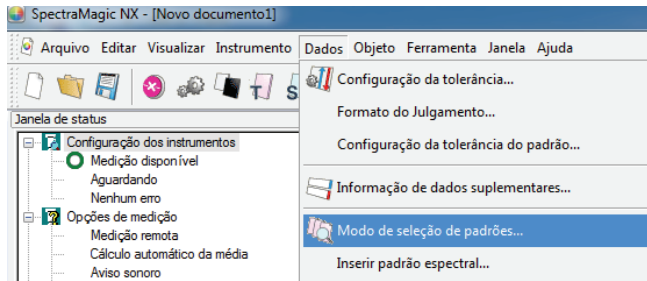 SpectraMagic NX - [Novo documento1]
Arquivo Editar Visualizar Instrumento Dados Objeto Ferramenta Janela Ajuda
Configuração da tolerância...
Formato do Julgamento...
Configuração da tolerância do padrão...
Informação de dados suplementares...
Modo de seleção de padrões...
Inserir padrão espectral...
Janela de status
Configuração dos instrumentos
Medição disponível
Aguardando
Nenhum erro
Opções de medição
Medição remota
Cálculo automático da média
Aviso sonoro